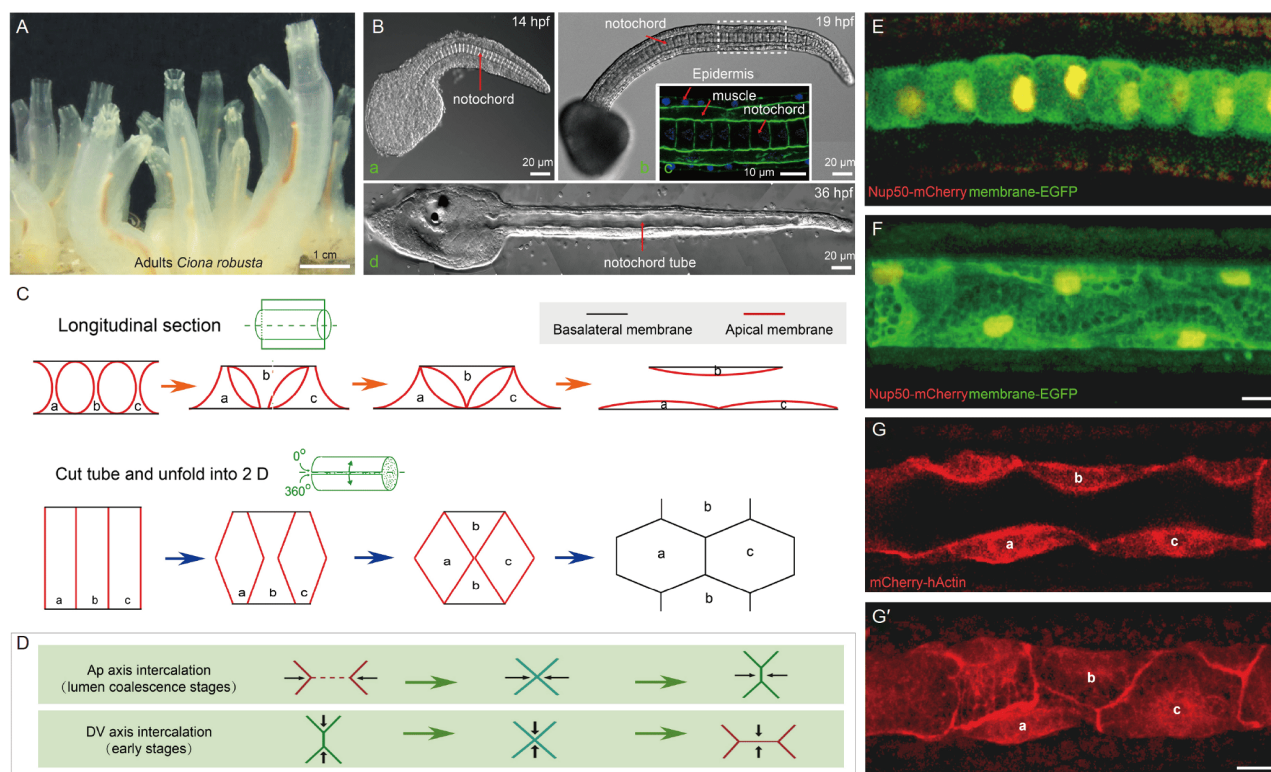 A
Adults Ciona robusta
1 cm
B
14 hpf
notochord
a
20 μm
19 hpf
notochord
Epidermis
muscle
notochord
c
10 μm
20 μm
36 hpf
notochord tube
d
20 μm
C
Longitudinal section
Basalateral membrane
Apical membrane
a b c
a b c
a b c
b
a c
Cut tube and unfold into 2 D
0°
360°
a b c
a b c
b
a c
b
b
a c
b
D
Ap axis intercalation
(lumen coalescence stages)
DV axis intercalation
(early stages)
E
Nup50-mCherry membrane-EGFP
F
Nup50-mCherry membrane-EGFP
G
b
a
c
mCherry-hActin
G′
b
a
c